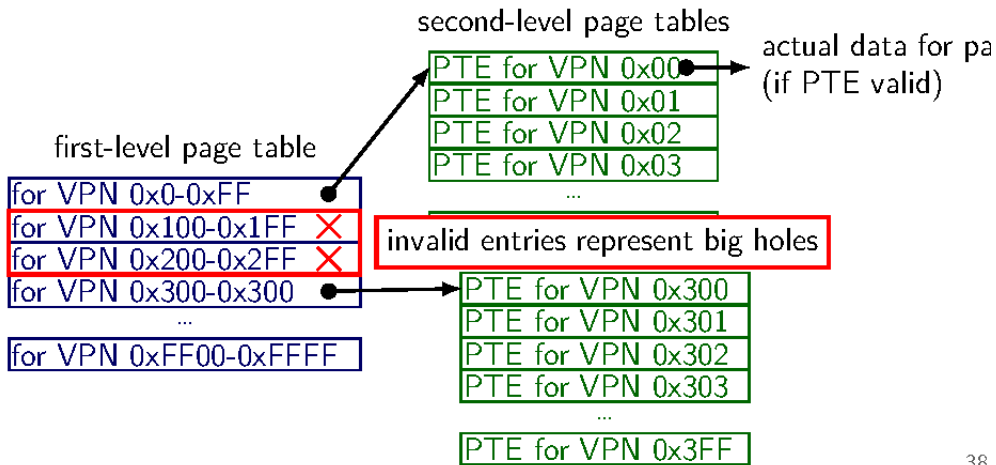 second-level page tables
PTE for VPN 0x00
PTE for VPN 0x01
PTE for VPN 0x02
PTE for VPN 0x03
...
actual data for pa
(if PTE valid)
first-level page table
for VPN 0x0-0xFF
for VPN 0x100-0x1FF
for VPN 0x200-0x2FF
for VPN 0x300-0x300
...
for VPN 0xFF00-0xFFFF
invalid entries represent big holes
PTE for VPN 0x300
PTE for VPN 0x301
PTE for VPN 0x302
PTE for VPN 0x303
...
PTE for VPN 0x3FF
38